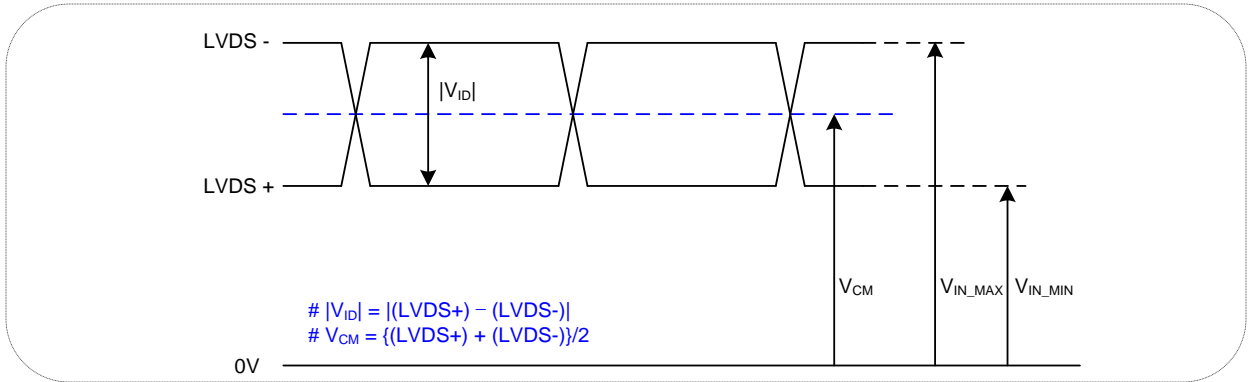 LVDS -
|VID|
LVDS +
VCM
VIN_MAX
VIN_MIN
# |VID| = |(LVDS+) − (LVDS-)|
# VCM = {(LVDS+) + (LVDS-)}/2
0V